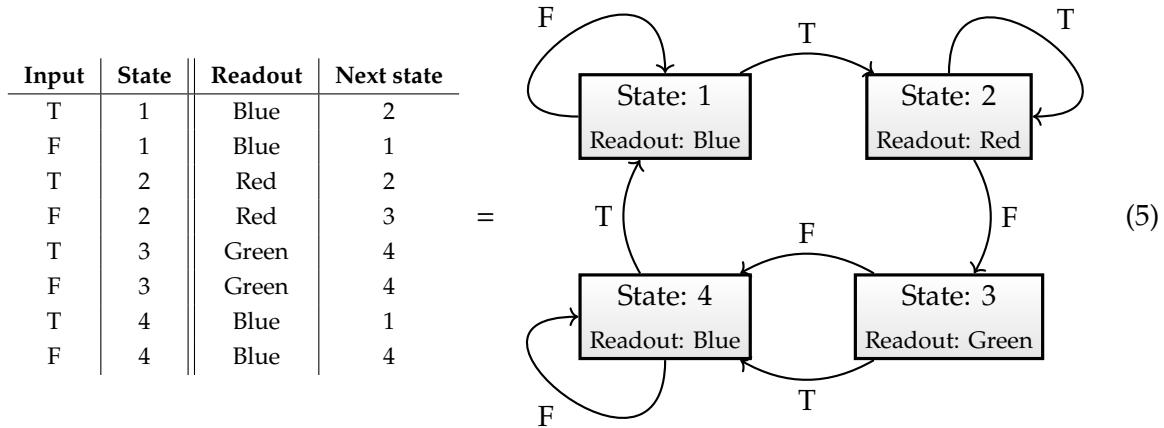 Input State Readout Next state
T 1 Blue 2
F 1 Blue 1
T 2 Red 2
F 2 Red 3
T 3 Green 4
F 3 Green 4
T 4 Blue 1
F 4 Blue 4
=
F
T
T
State: 1
Readout: Blue
State: 2
Readout: Red
T
F
F
State: 4
Readout: Blue
State: 3
Readout: Green
F
T
(5)